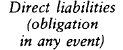 Direct liabilities
(obligation
in any event)